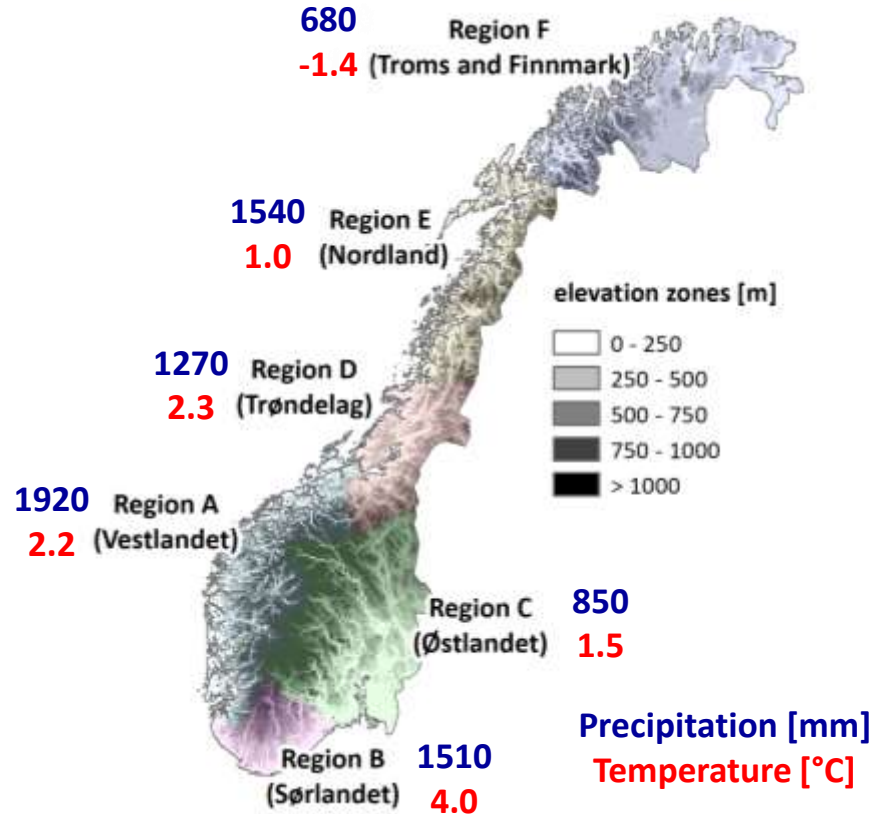 680
Region F
-1.4
(Troms and Finnmark)
1540
Region E
1.0
(Nordland)
elevation zones [m]
0 - 250
250 - 500
500 - 750
750 - 1000
> 1000
1270
Region D
2.3
(Trøndelag)
1920
Region A
2.2
(Vestlandet)
Region C
850
(Østlandet)
1.5
Region B
1510
(Sørlandet)
4.0
Precipitation [mm]
Temperature [°C]